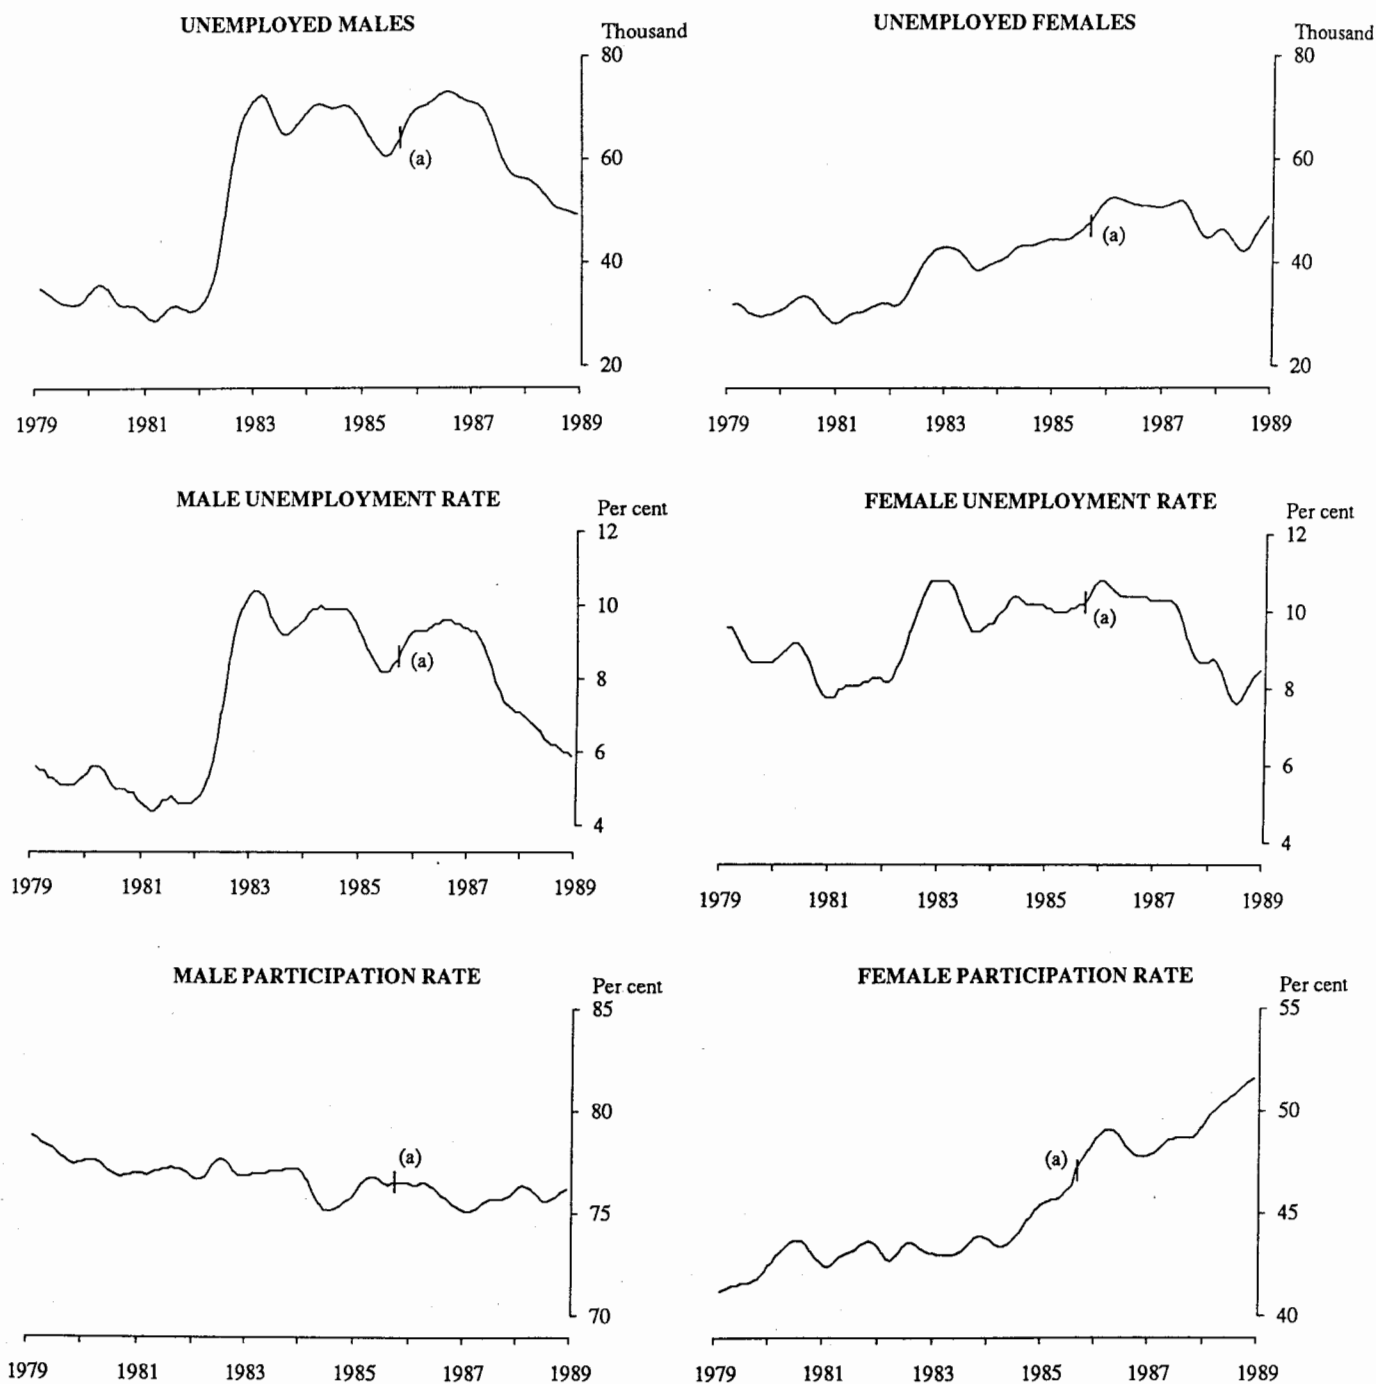 UNEMPLOYED MALES
Thousand
80
60
40
20
(a)
1979 1981 1983 1985 1987 1989
UNEMPLOYED FEMALES
Thousand
80
60
40
20
(a)
1979 1981 1983 1985 1987 1989
MALE UNEMPLOYMENT RATE
Per cent
12
10
8
6
4
(a)
1979 1981 1983 1985 1987 1989
FEMALE UNEMPLOYMENT RATE
Per cent
12
10
8
6
4
(a)
1979 1981 1983 1985 1987 1989
MALE PARTICIPATION RATE
Per cent
85
80
75
70
(a)
1979 1981 1983 1985 1987 1989
FEMALE PARTICIPATION RATE
Per cent
55
50
45
40
(a)
1979 1981 1983 1985 1987 1989